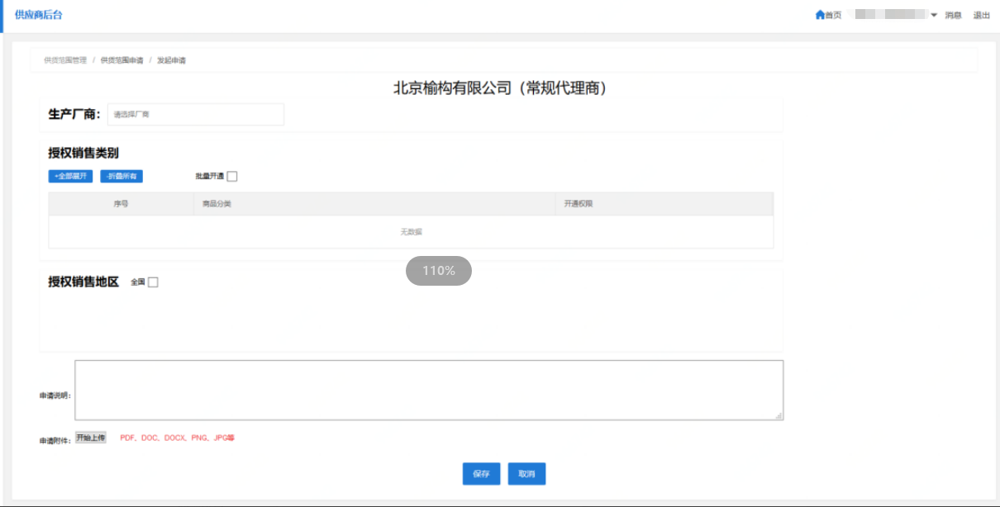 供应商后台
首页 消息 退出
供货范围管理 / 供货范围申请 / 发起申请
北京榆构有限公司（常规代理商）
生产厂商： 请选择厂商
授权销售类别
+全部展开 -折叠所有 批量开通
序号 商品分类 开通权限
无数据
110%
授权销售地区 全国
申请说明：
申请附件： 开始上传 PDF、DOC、DOCX、PNG、JPG等
保存 取消